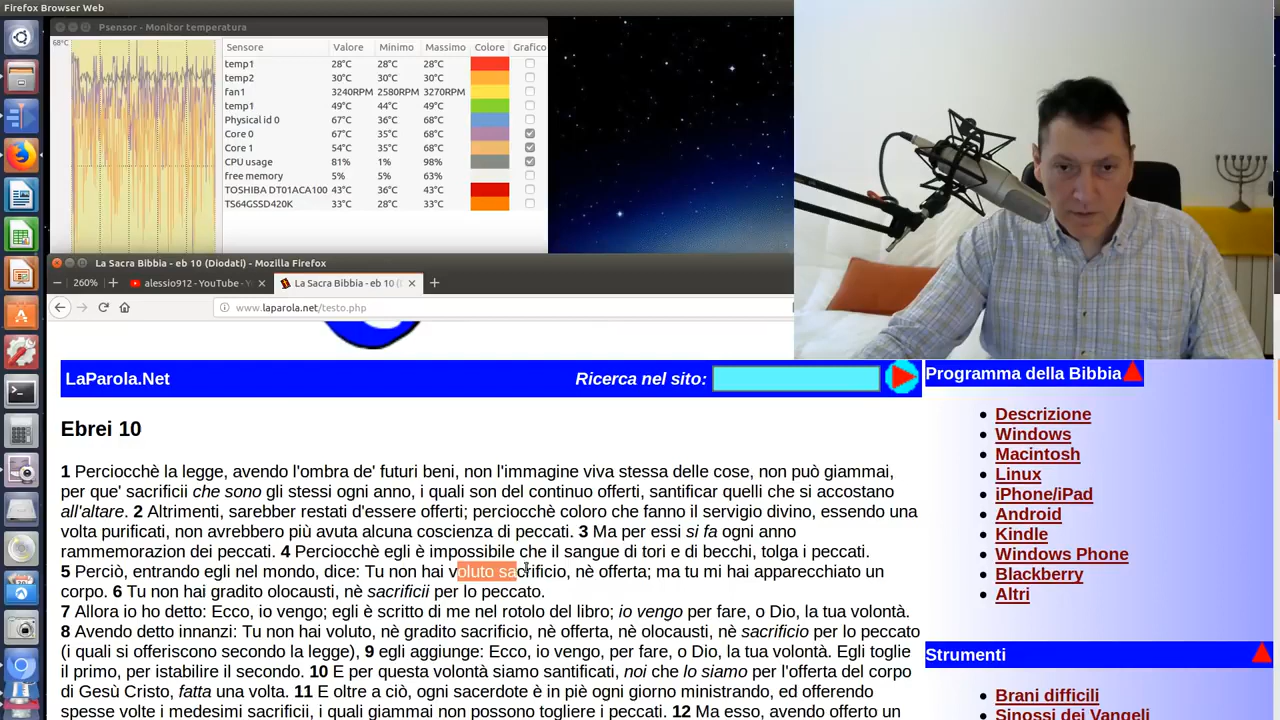 Firefox Browser Web
Psensor - Monitor temperatura
68°C
Sensore Valore Minimo Massimo Colore Grafico
temp1 28°C 28°C 28°C
temp2 30°C 30°C 30°C
fan1 3240RPM 2580RPM 3270RPM
temp1 49°C 44°C 49°C
Physical id 0 67°C 36°C 68°C
Core 0 67°C 35°C 68°C
Core 1 54°C 35°C 68°C
CPU usage 81% 1% 98%
free memory 5% 5% 63%
TOSHIBA DT01ACA100 43°C 36°C 43°C
TS64GSSD420K 33°C 28°C 33°C
La Sacra Bibbia - eb 10 (Diodati) - Mozilla Firefox
260% alessio912 - YouTube - Y La Sacra Bibbia - eb 10 (D
www.laparola.net/testo.php
LaParola.Net Ricerca nel sito:
Ebrei 10
1 Perciocchè la legge, avendo l'ombra de' futuri beni, non l'immagine viva stessa delle cose, non può giammai,
per que' sacrificii che sono gli stessi ogni anno, i quali son del continuo offerti, santificar quelli che si accostano
all'altare. 2 Altrimenti, sarebber restati d'essere offerti; perciocchè coloro che fanno il servigio divino, essendo una
volta purificati, non avrebbero più avuta alcuna coscienza di peccati. 3 Ma per essi si fa ogni anno
rammemorazion dei peccati. 4 Perciocchè egli è impossibile che il sangue di tori e di becchi, tolga i peccati.
5 Perciò, entrando egli nel mondo, dice: Tu non hai voluto sacrificio, nè offerta; ma tu mi hai apparecchiato un
corpo. 6 Tu non hai gradito olocausti, nè sacrificii per lo peccato.
7 Allora io ho detto: Ecco, io vengo; egli è scritto di me nel rotolo del libro; io vengo per fare, o Dio, la tua volontà.
8 Avendo detto innanzi: Tu non hai voluto, nè gradito sacrificio, nè offerta, nè olocausti, nè sacrificio per lo peccato
(i quali si offeriscono secondo la legge), 9 egli aggiunge: Ecco, io vengo, per fare, o Dio, la tua volontà. Egli toglie
il primo, per istabilire il secondo. 10 E per questa volontà siamo santificati, noi che lo siamo per l'offerta del corpo
di Gesù Cristo, fatta una volta. 11 E oltre a ciò, ogni sacerdote è in piè ogni giorno ministrando, ed offerendo
spesse volte i medesimi sacrifici, i quali giammai non possono togliere i peccati. 12 Ma esso, avendo offerto un
Programma della Bibbia
Descrizione
Windows
Macintosh
Linux
iPhone/iPad
Android
Kindle
Windows Phone
Blackberry
Altri
Strumenti
Brani difficili
Sinossi dei Vangeli